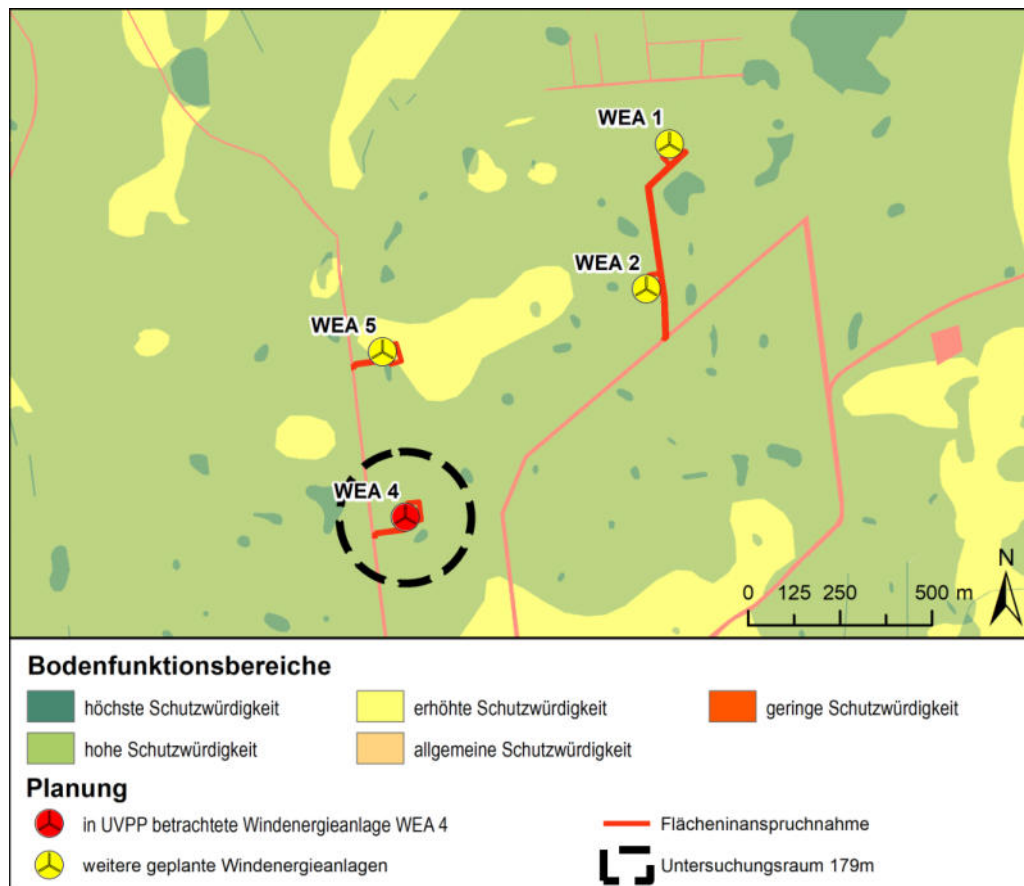 WEA 1
WEA 2
WEA 5
WEA 4
N
0 125 250 500 m
Bodenfunktionsbereiche
höchste Schutzwürdigkeit erhöhte Schutzwürdigkeit geringe Schutzwürdigkeit
hohe Schutzwürdigkeit allgemeine Schutzwürdigkeit
Planung
in UVPP betrachtete Windenergieanlage WEA 4 Flächeninanspruchnahme
weitere geplante Windenergieanlagen Untersuchungsraum 179m